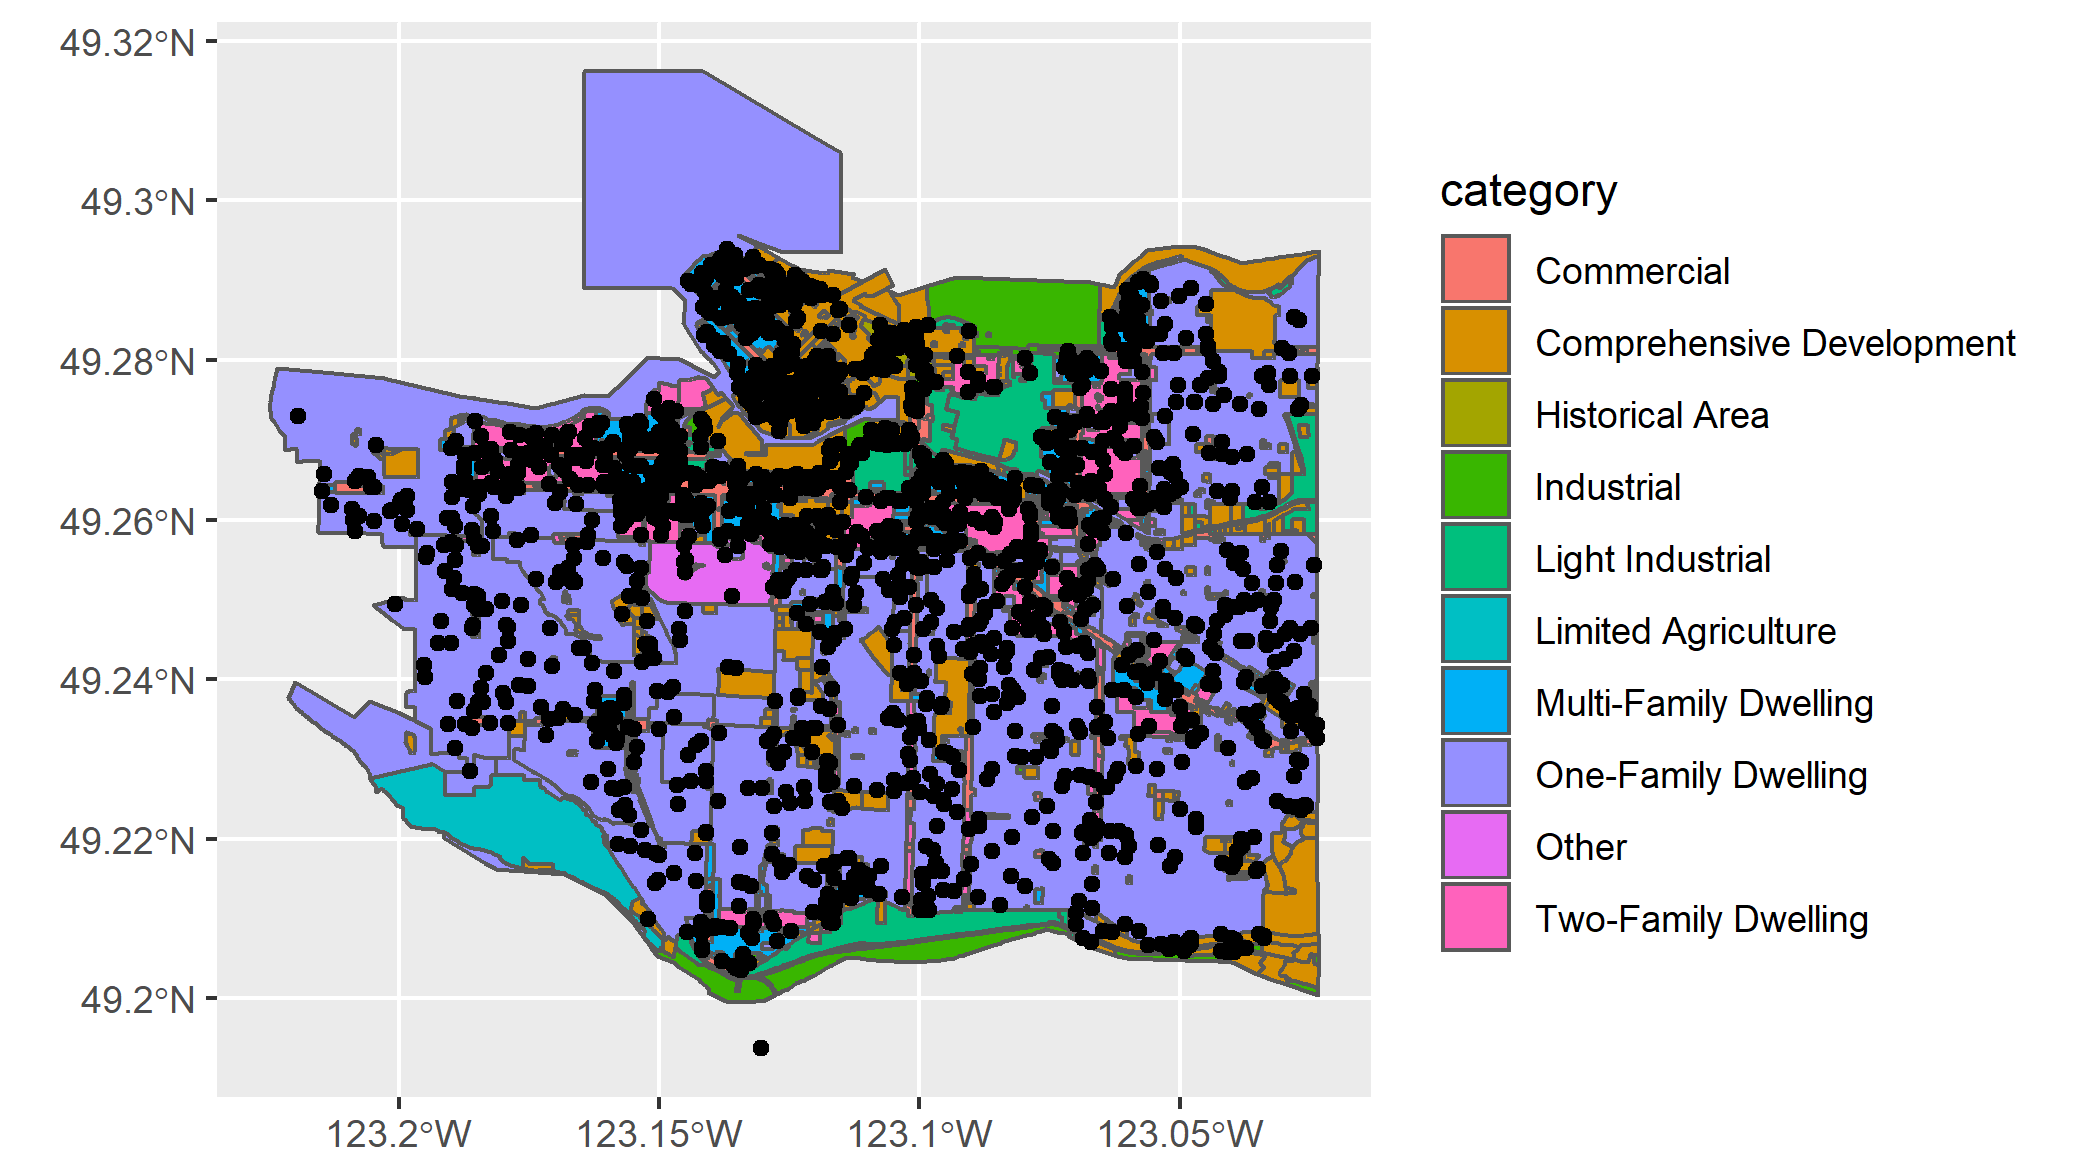 49.32°N
49.3°N
49.28°N
49.26°N
49.24°N
49.22°N
49.2°N
123.2°W 123.15°W 123.1°W 123.05°W
category
Commercial
Comprehensive Development
Historical Area
Industrial
Light Industrial
Limited Agriculture
Multi-Family Dwelling
One-Family Dwelling
Other
Two-Family Dwelling